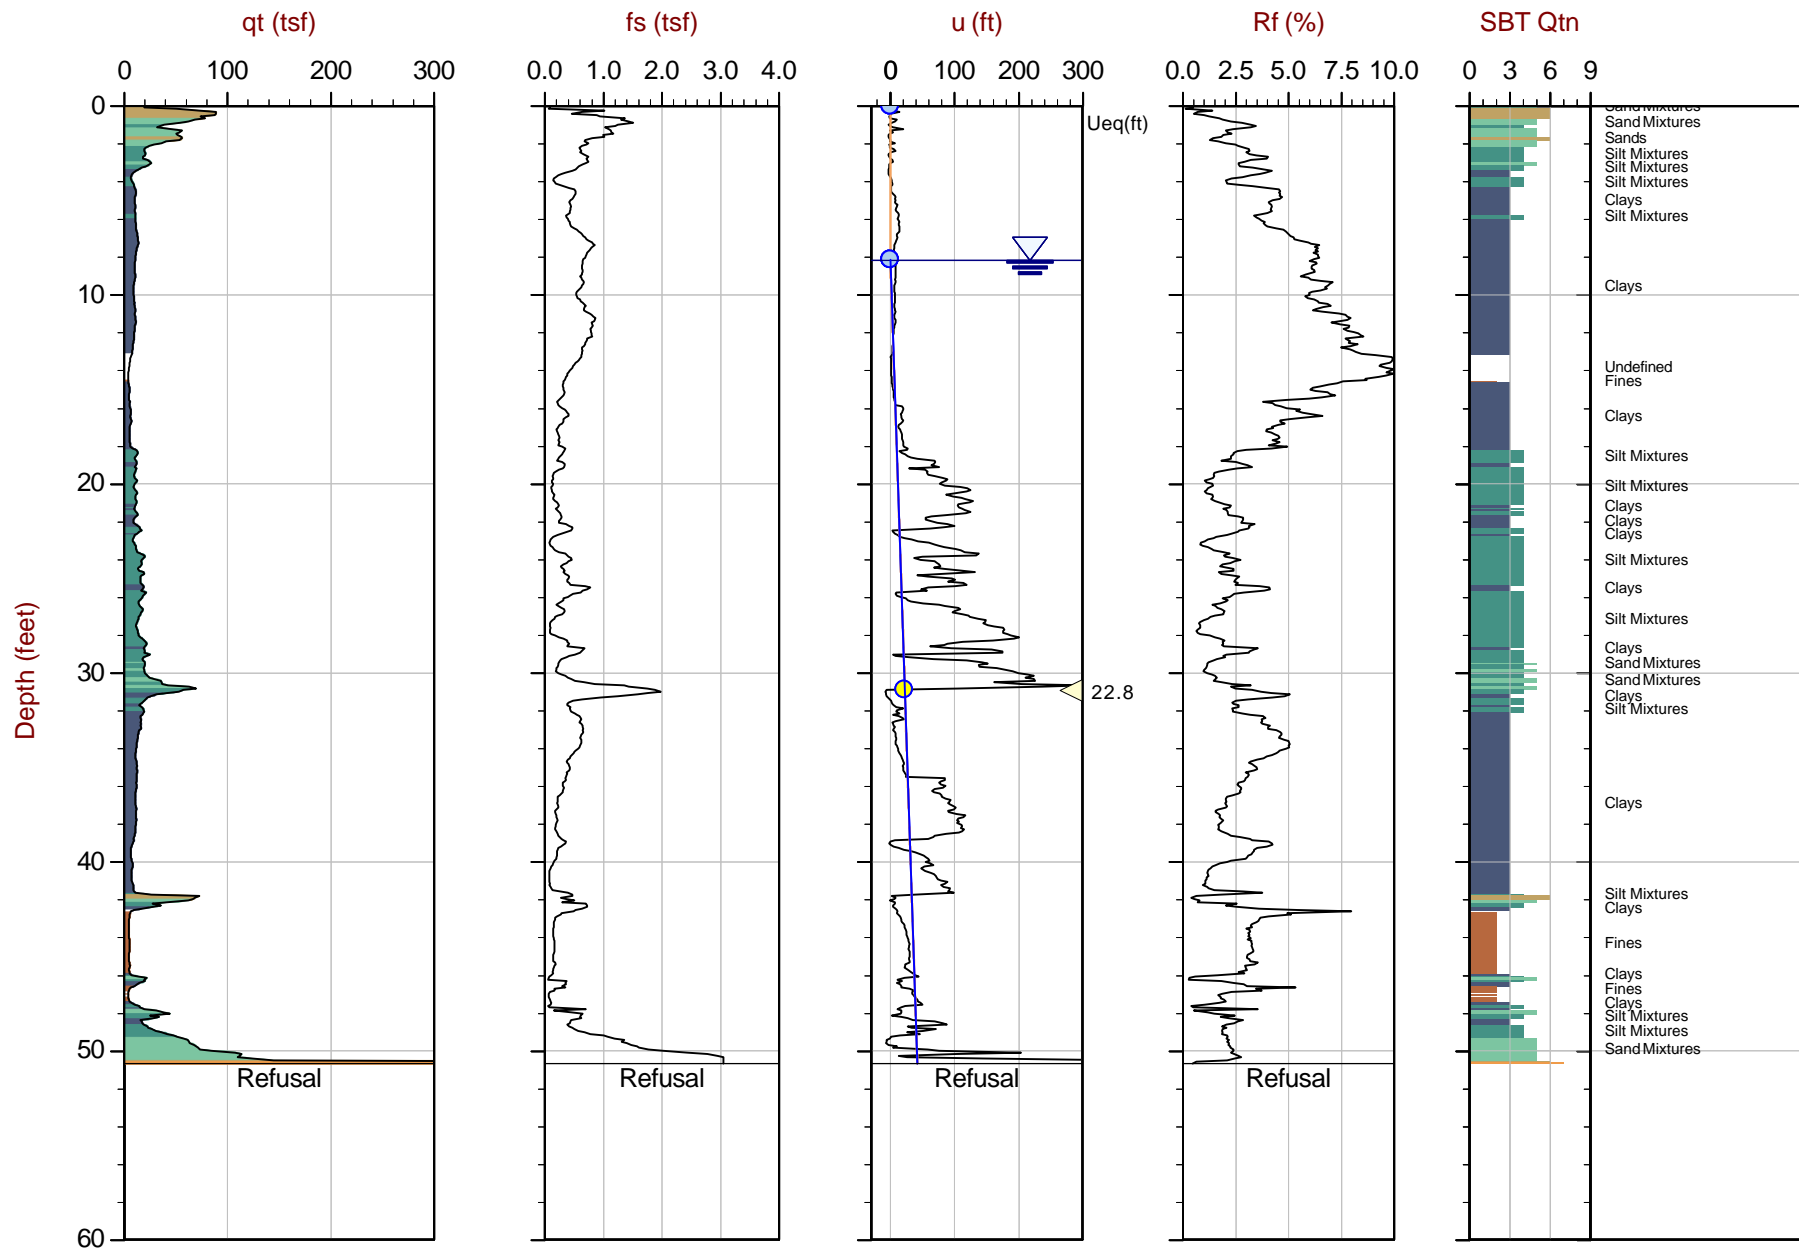 qt (tsf) fs (tsf) u (ft) Rf (%) SBT Qtn
0 100 200 300 0.0 1.0 2.0 3.0 4.0 0 100 200 300 0.0 2.5 5.0 7.5 10.0 0 3 6 9
0
Sand Mixtures
Ueq(ft)
Sand Mixtures
Sands
Silt Mixtures
Silt Mixtures
Silt Mixtures
Clays
Silt Mixtures
Clays
10
Undefined
Fines
Clays
Silt Mixtures
20
Silt Mixtures
Clays
Clays
Clays
Silt Mixtures
Clays
Silt Mixtures
Clays
Sand Mixtures
30
Sand Mixtures
22.8
Clays
Silt Mixtures
Depth (feet)
Clays
40
Silt Mixtures
Clays
Fines
Clays
Fines
Clays
Silt Mixtures
Silt Mixtures
50
Sand Mixtures
Refusal Refusal Refusal Refusal
60